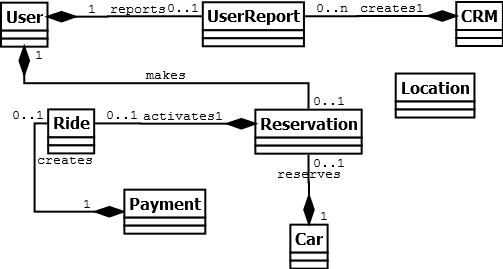 User 1 reports 0..1 UserReport 0..n creates 1 CRM
1
makes
Location
0..1
0..1 Ride 0..1 activates 1 Reservation
creates
0..1
reserves
1 Payment
1
Car